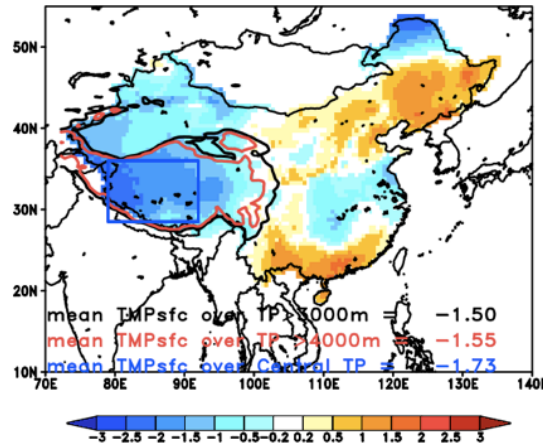 50N
40N
30N
20N
mean TMPsfc over TP >3000m = -1.50
mean TMPsfc over TP >4000m = -1.55
mean TMPsfc over Central TP = -1.73
10N
70E 80E 90E 100E 110E 120E 130E 140E
-3 -2.5 -2 -1.5 -1 -0.5 -0.2 0.2 0.5 1 1.5 2 2.5 3